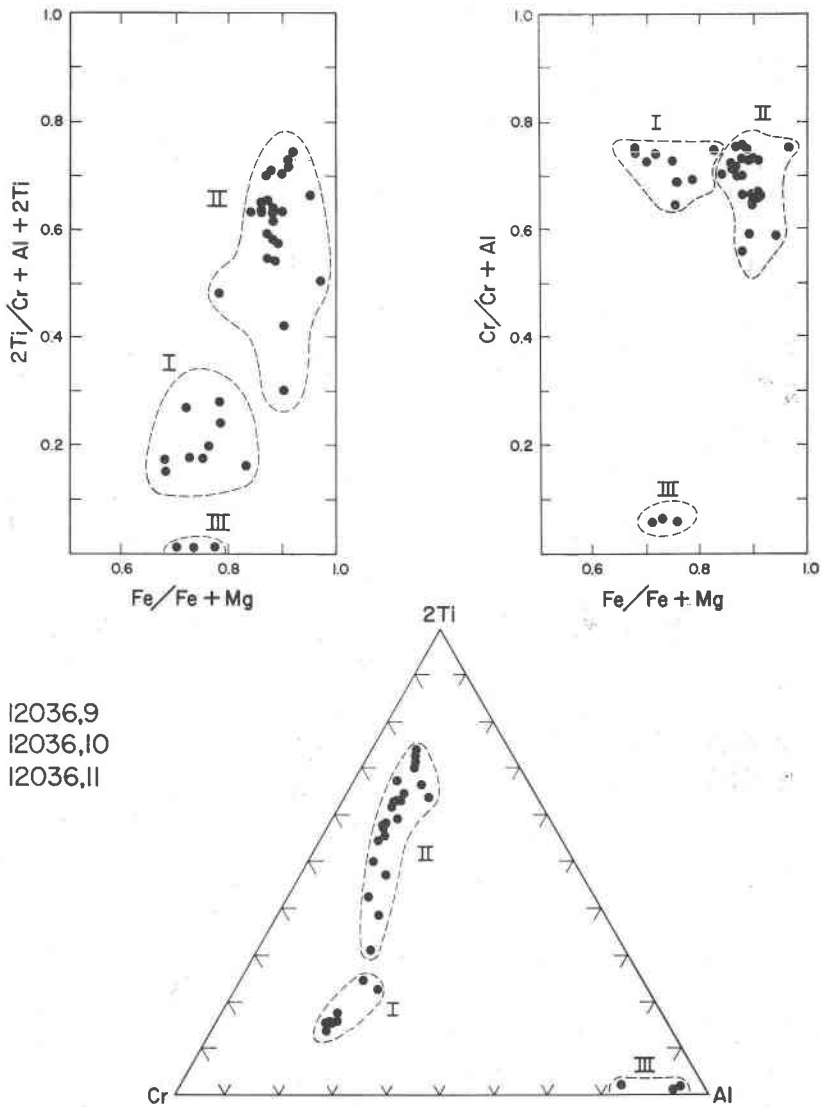 1.0
0.8
0.6
0.4
0.2
2Ti/Cr + Al + 2Ti
II
I
III
0.6
0.8
1.0
Fe/Fe + Mg
1.0
0.8
0.6
0.4
0.2
Cr/Cr + Al
I
II
III
0.6
0.8
1.0
Fe/Fe + Mg
2Ti
12036,9
12036,10
12036,11
II
I
III
Cr
Al